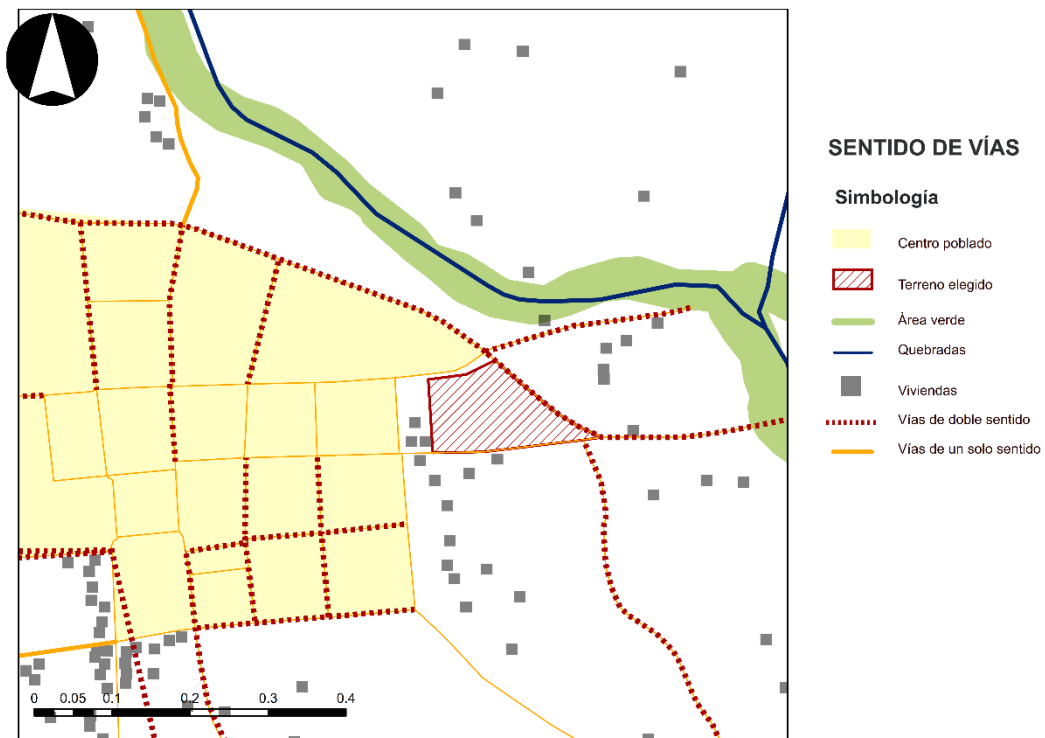 SENTIDO DE VÍAS
Simbología
Centro poblado
Terreno elegido
Àrea verde
Quebradas
Viviendas
Vías de doble sentido
Vías de un solo sentido
0 0.05 0.1 0.2 0.3 0.4